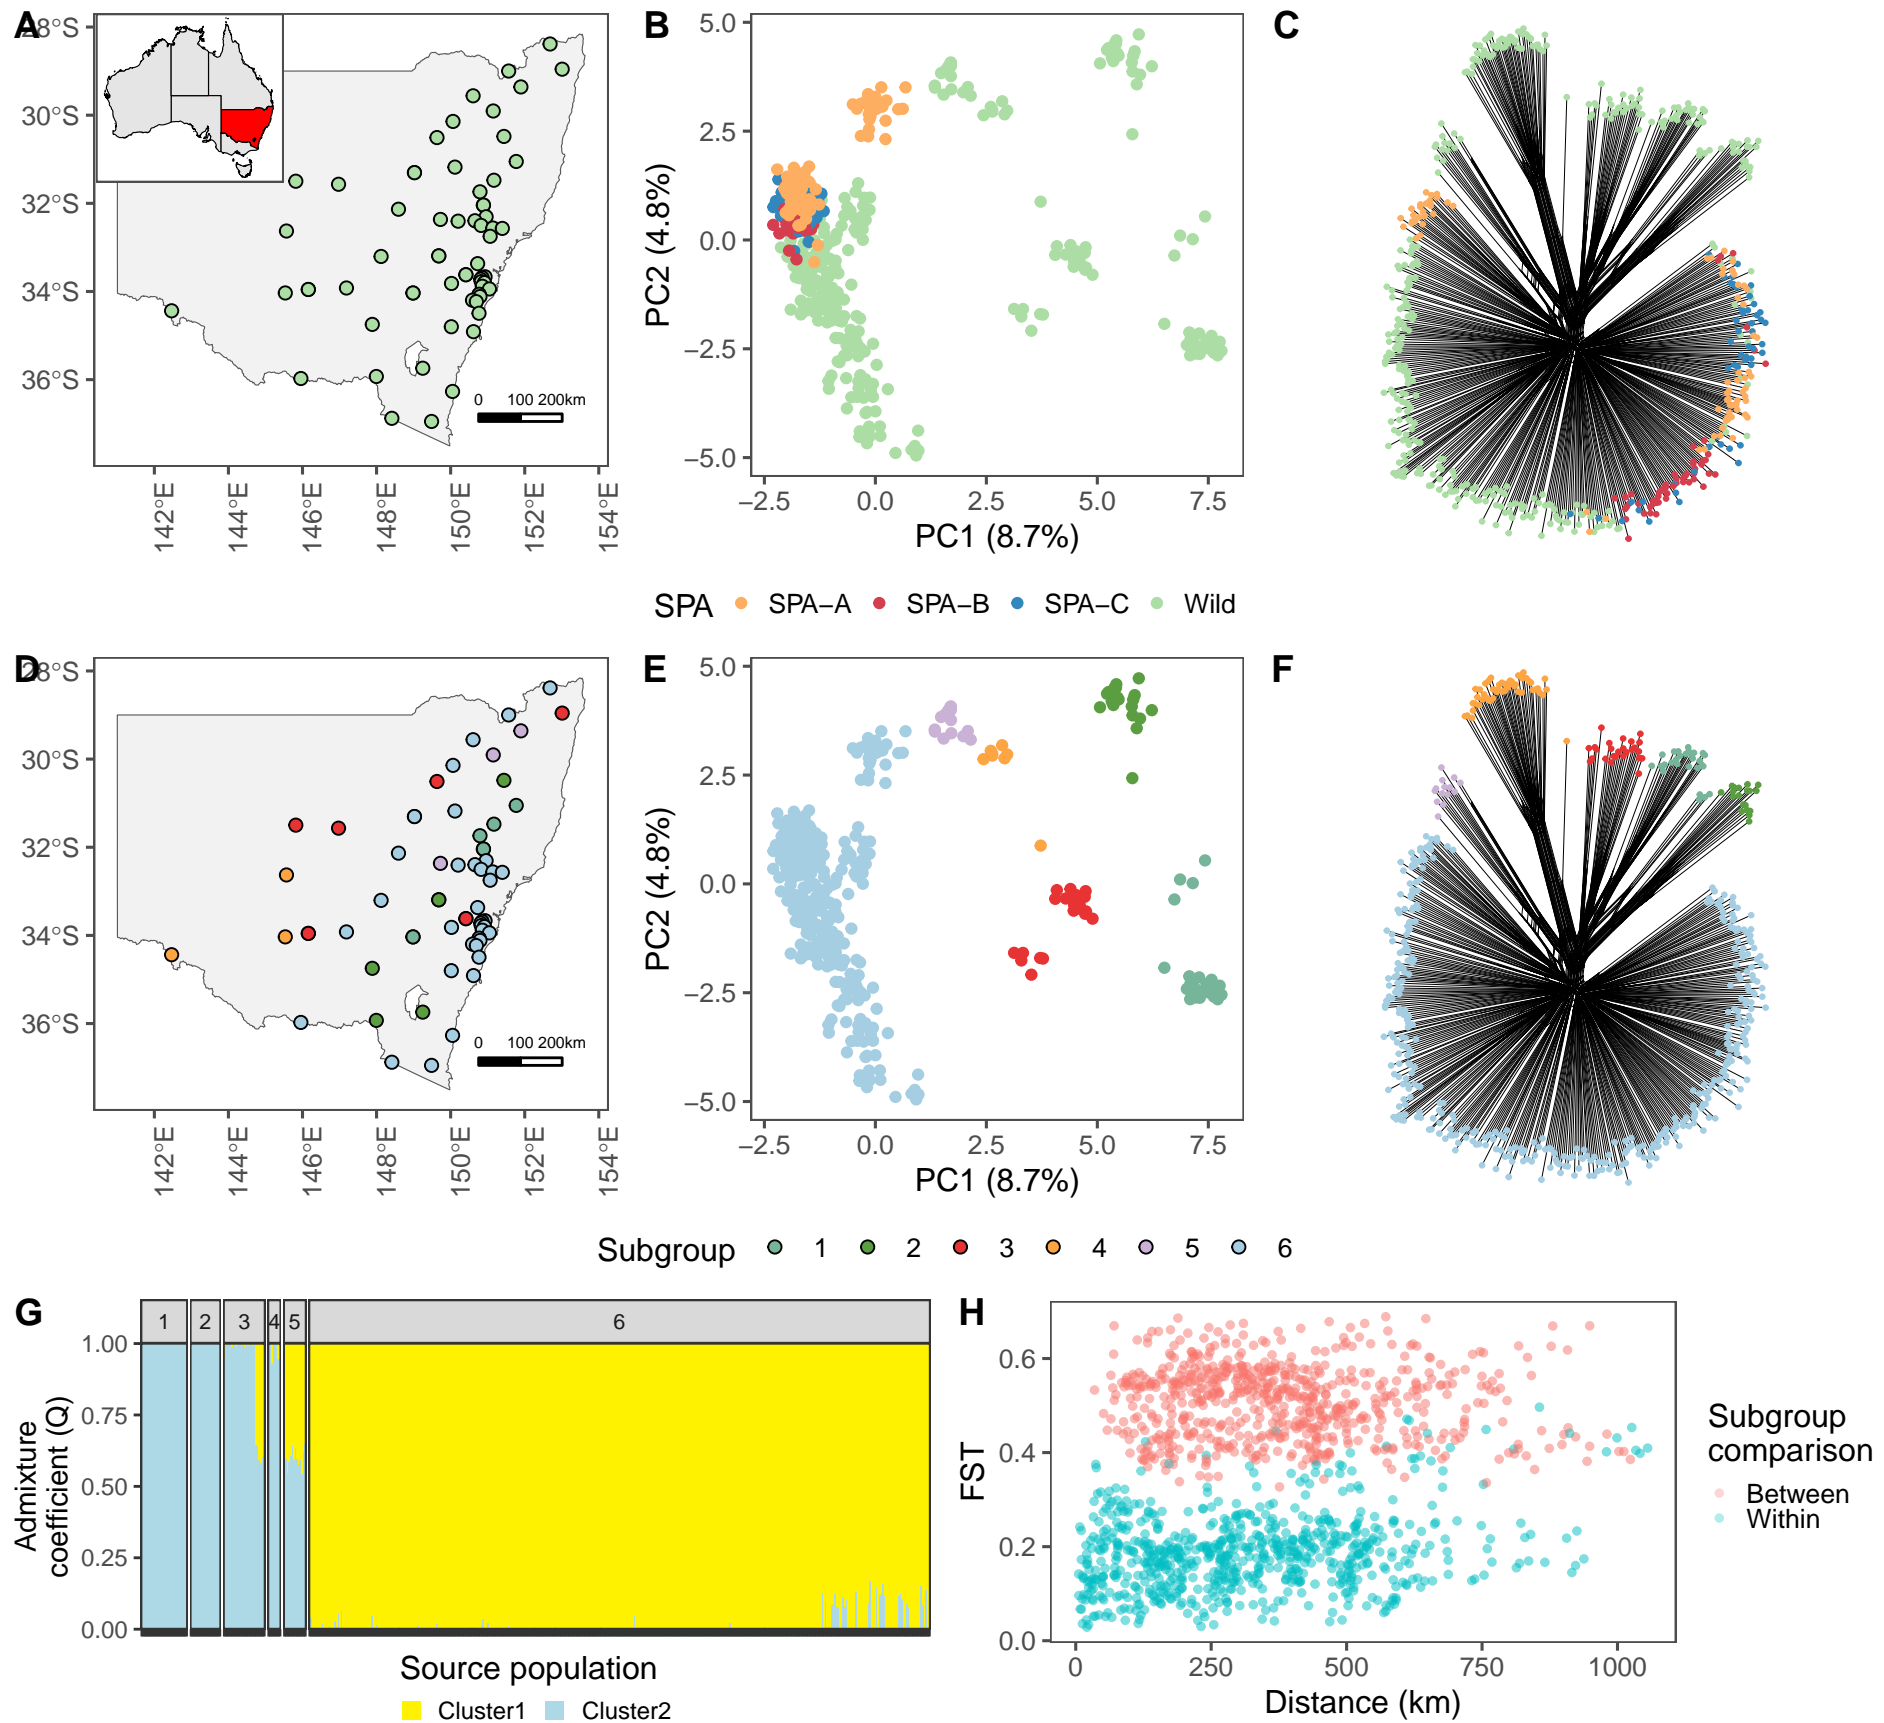 A
28°S
30°S
32°S
34°S
36°S
0 100 200km
142°E 144°E 146°E 148°E 150°E 152°E 154°E
B
5.0
2.5
0.0
−2.5
−5.0
PC2 (4.8%)
−2.5 0.0 2.5 5.0 7.5
PC1 (8.7%)
C
SPA SPA−A SPA−B SPA−C Wild
D
28°S
30°S
32°S
34°S
36°S
0 100 200km
142°E 144°E 146°E 148°E 150°E 152°E 154°E
E
5.0
2.5
0.0
−2.5
−5.0
PC2 (4.8%)
−2.5 0.0 2.5 5.0 7.5
PC1 (8.7%)
F
Subgroup 1 2 3 4 5 6
G
1 2 3 4 5 6
1.00
0.75
0.50
0.25
0.00
Admixture
coefficient (Q)
Source population
Cluster1 Cluster2
H
0.6
0.4
0.2
0.0
FST
0 250 500 750 1000
Distance (km)
Subgroup
comparison
Between
Within